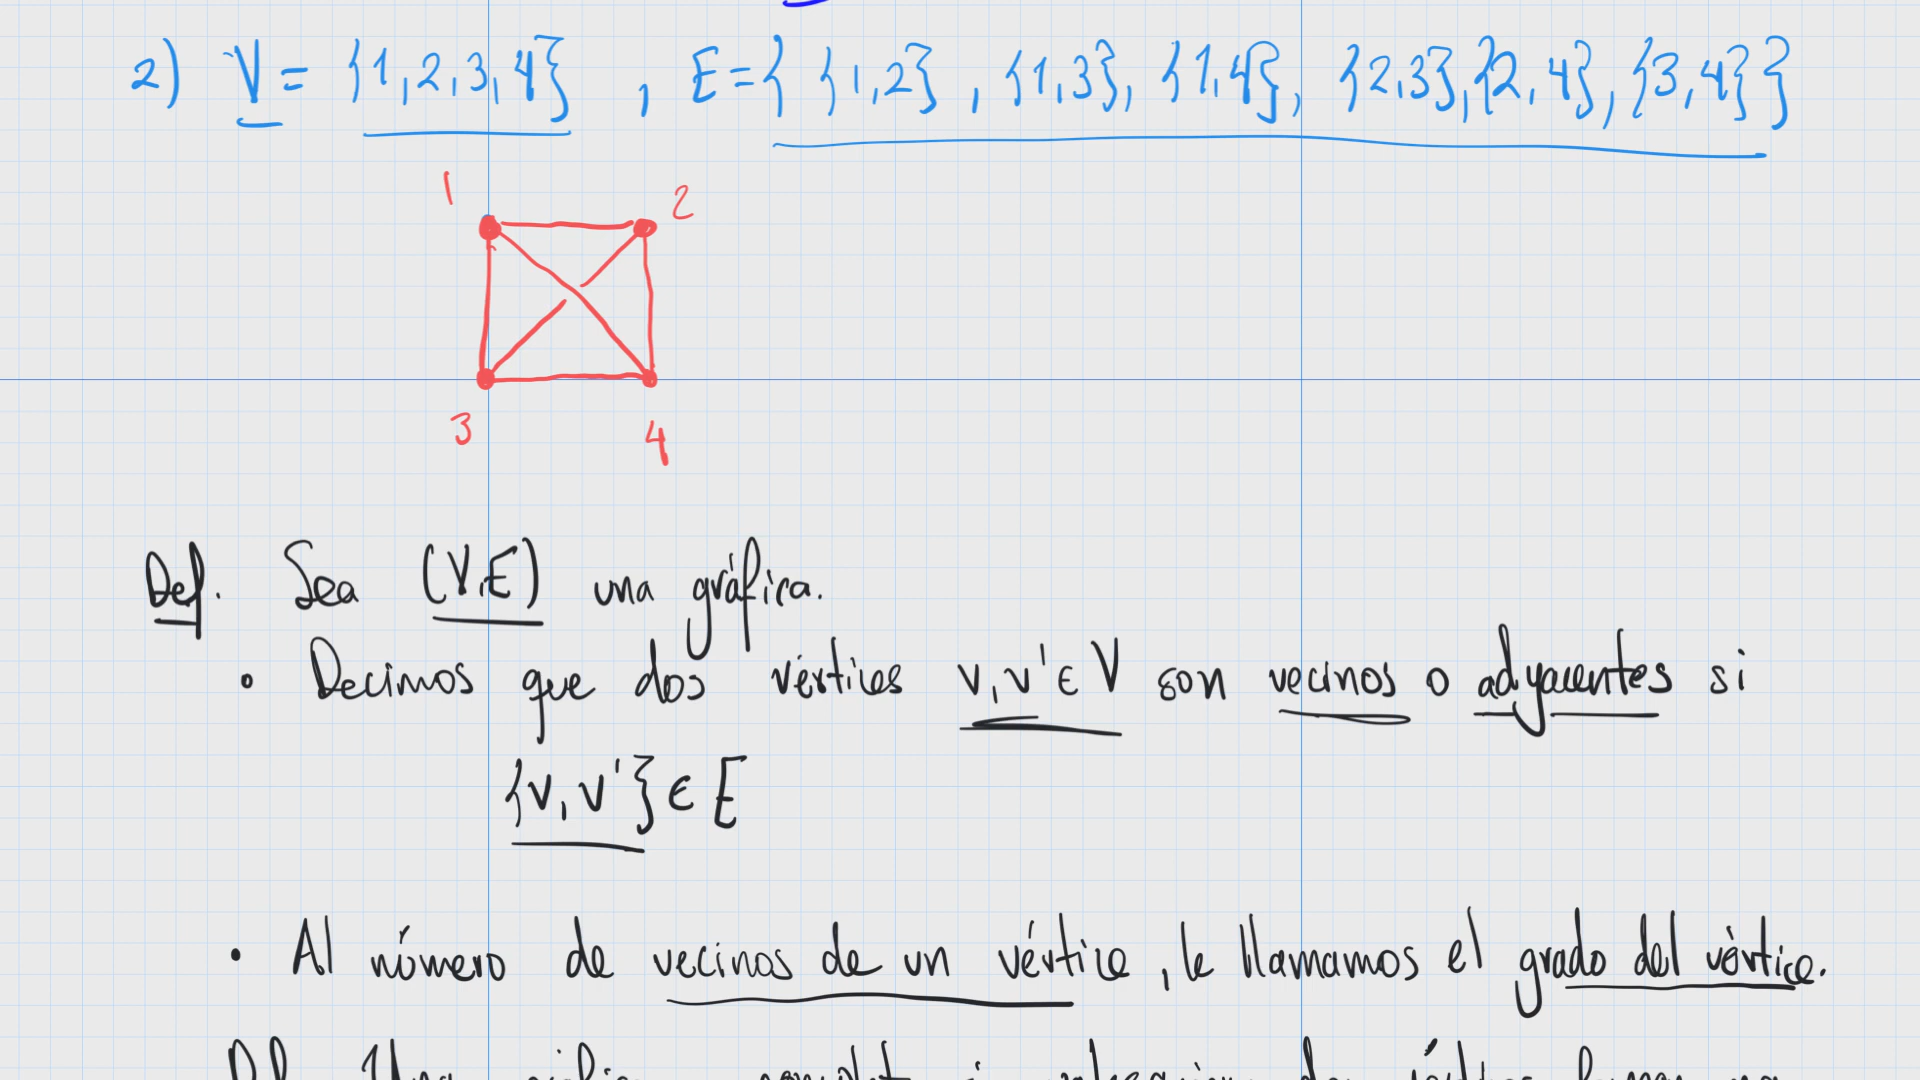 2) V = {1,2,3,4} , E = { {1,2} , {1,3}, {1,4}, {2,3},{2,4}, {3,4} }
1 2
3 4
Def. Sea (V,E) una gráfica.
• Decimos que dos vértices v,v' ∈ V son vecinos o adyacentes si
{v,v'} ∈ E
• Al número de vecinos de un vértice, le llamamos el grado del vértice.